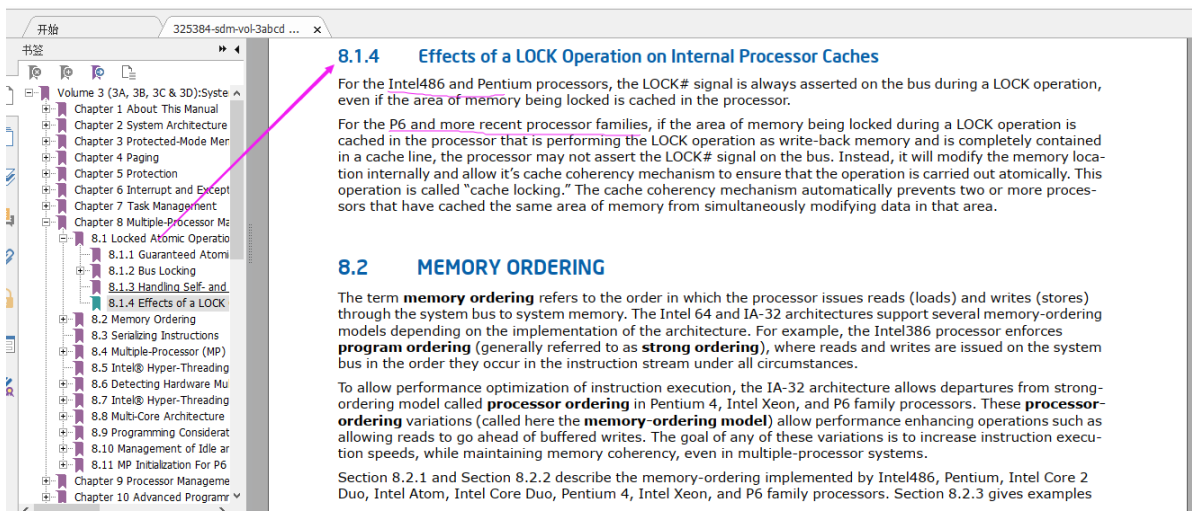 开始
325384-sdm-vol-3abcd ... x
书签
Volume 3 (3A, 3B, 3C & 3D):Syste
Chapter 1 About This Manual
Chapter 2 System Architecture
Chapter 3 Protected-Mode Mer
Chapter 4 Paging
Chapter 5 Protection
Chapter 6 Interrupt and Except
Chapter 7 Task Management
Chapter 8 Multiple-Processor Ma
8.1 Locked Atomic Operatio
8.1.1 Guaranteed Atomi
8.1.2 Bus Locking
8.1.3 Handling Self- and
8.1.4 Effects of a LOCK
8.2 Memory Ordering
8.3 Serializing Instructions
8.4 Multiple-Processor (MP)
8.5 Intel® Hyper-Threading
8.6 Detecting Hardware Mu
8.7 Intel® Hyper-Threading
8.8 Multi-Core Architecture
8.9 Programming Considerat
8.10 Management of Idle ar
8.11 MP Initialization For P6
Chapter 9 Processor Manageme
Chapter 10 Advanced Programr
8.1.4 Effects of a LOCK Operation on Internal Processor Caches
For the Intel486 and Pentium processors, the LOCK# signal is always asserted on the bus during a LOCK operation,
even if the area of memory being locked is cached in the processor.
For the P6 and more recent processor families, if the area of memory being locked during a LOCK operation is
cached in the processor that is performing the LOCK operation as write-back memory and is completely contained
in a cache line, the processor may not assert the LOCK# signal on the bus. Instead, it will modify the memory loca-
tion internally and allow it's cache coherency mechanism to ensure that the operation is carried out atomically. This
operation is called "cache locking." The cache coherency mechanism automatically prevents two or more proces-
sors that have cached the same area of memory from simultaneously modifying data in that area.
8.2 MEMORY ORDERING
The term memory ordering refers to the order in which the processor issues reads (loads) and writes (stores)
through the system bus to system memory. The Intel 64 and IA-32 architectures support several memory-ordering
models depending on the implementation of the architecture. For example, the Intel386 processor enforces
program ordering (generally referred to as strong ordering), where reads and writes are issued on the system
bus in the order they occur in the instruction stream under all circumstances.
To allow performance optimization of instruction execution, the IA-32 architecture allows departures from strong-
ordering model called processor ordering in Pentium 4, Intel Xeon, and P6 family processors. These processor-
ordering variations (called here the memory-ordering model) allow performance enhancing operations such as
allowing reads to go ahead of buffered writes. The goal of any of these variations is to increase instruction execu-
tion speeds, while maintaining memory coherency, even in multiple-processor systems.
Section 8.2.1 and Section 8.2.2 describe the memory-ordering implemented by Intel486, Pentium, Intel Core 2
Duo, Intel Atom, Intel Core Duo, Pentium 4, Intel Xeon, and P6 family processors. Section 8.2.3 gives examples